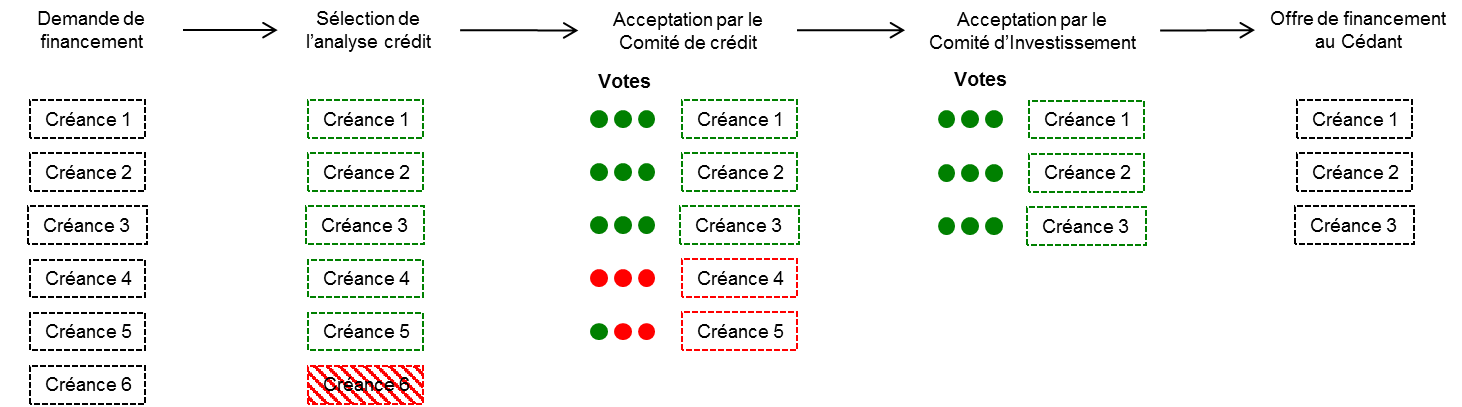 Demande de
financement
Sélection de
l'analyse crédit
Acceptation par le
Comité de crédit
Acceptation par le
Comité d'Investissement
Offre de financement
au Cédant
Votes
Votes
Créance 1
Créance 1
Créance 1
Créance 1
Créance 1
Créance 2
Créance 2
Créance 2
Créance 2
Créance 2
Créance 3
Créance 3
Créance 3
Créance 3
Créance 3
Créance 4
Créance 4
Créance 4
Créance 5
Créance 5
Créance 5
Créance 6
Créance 6